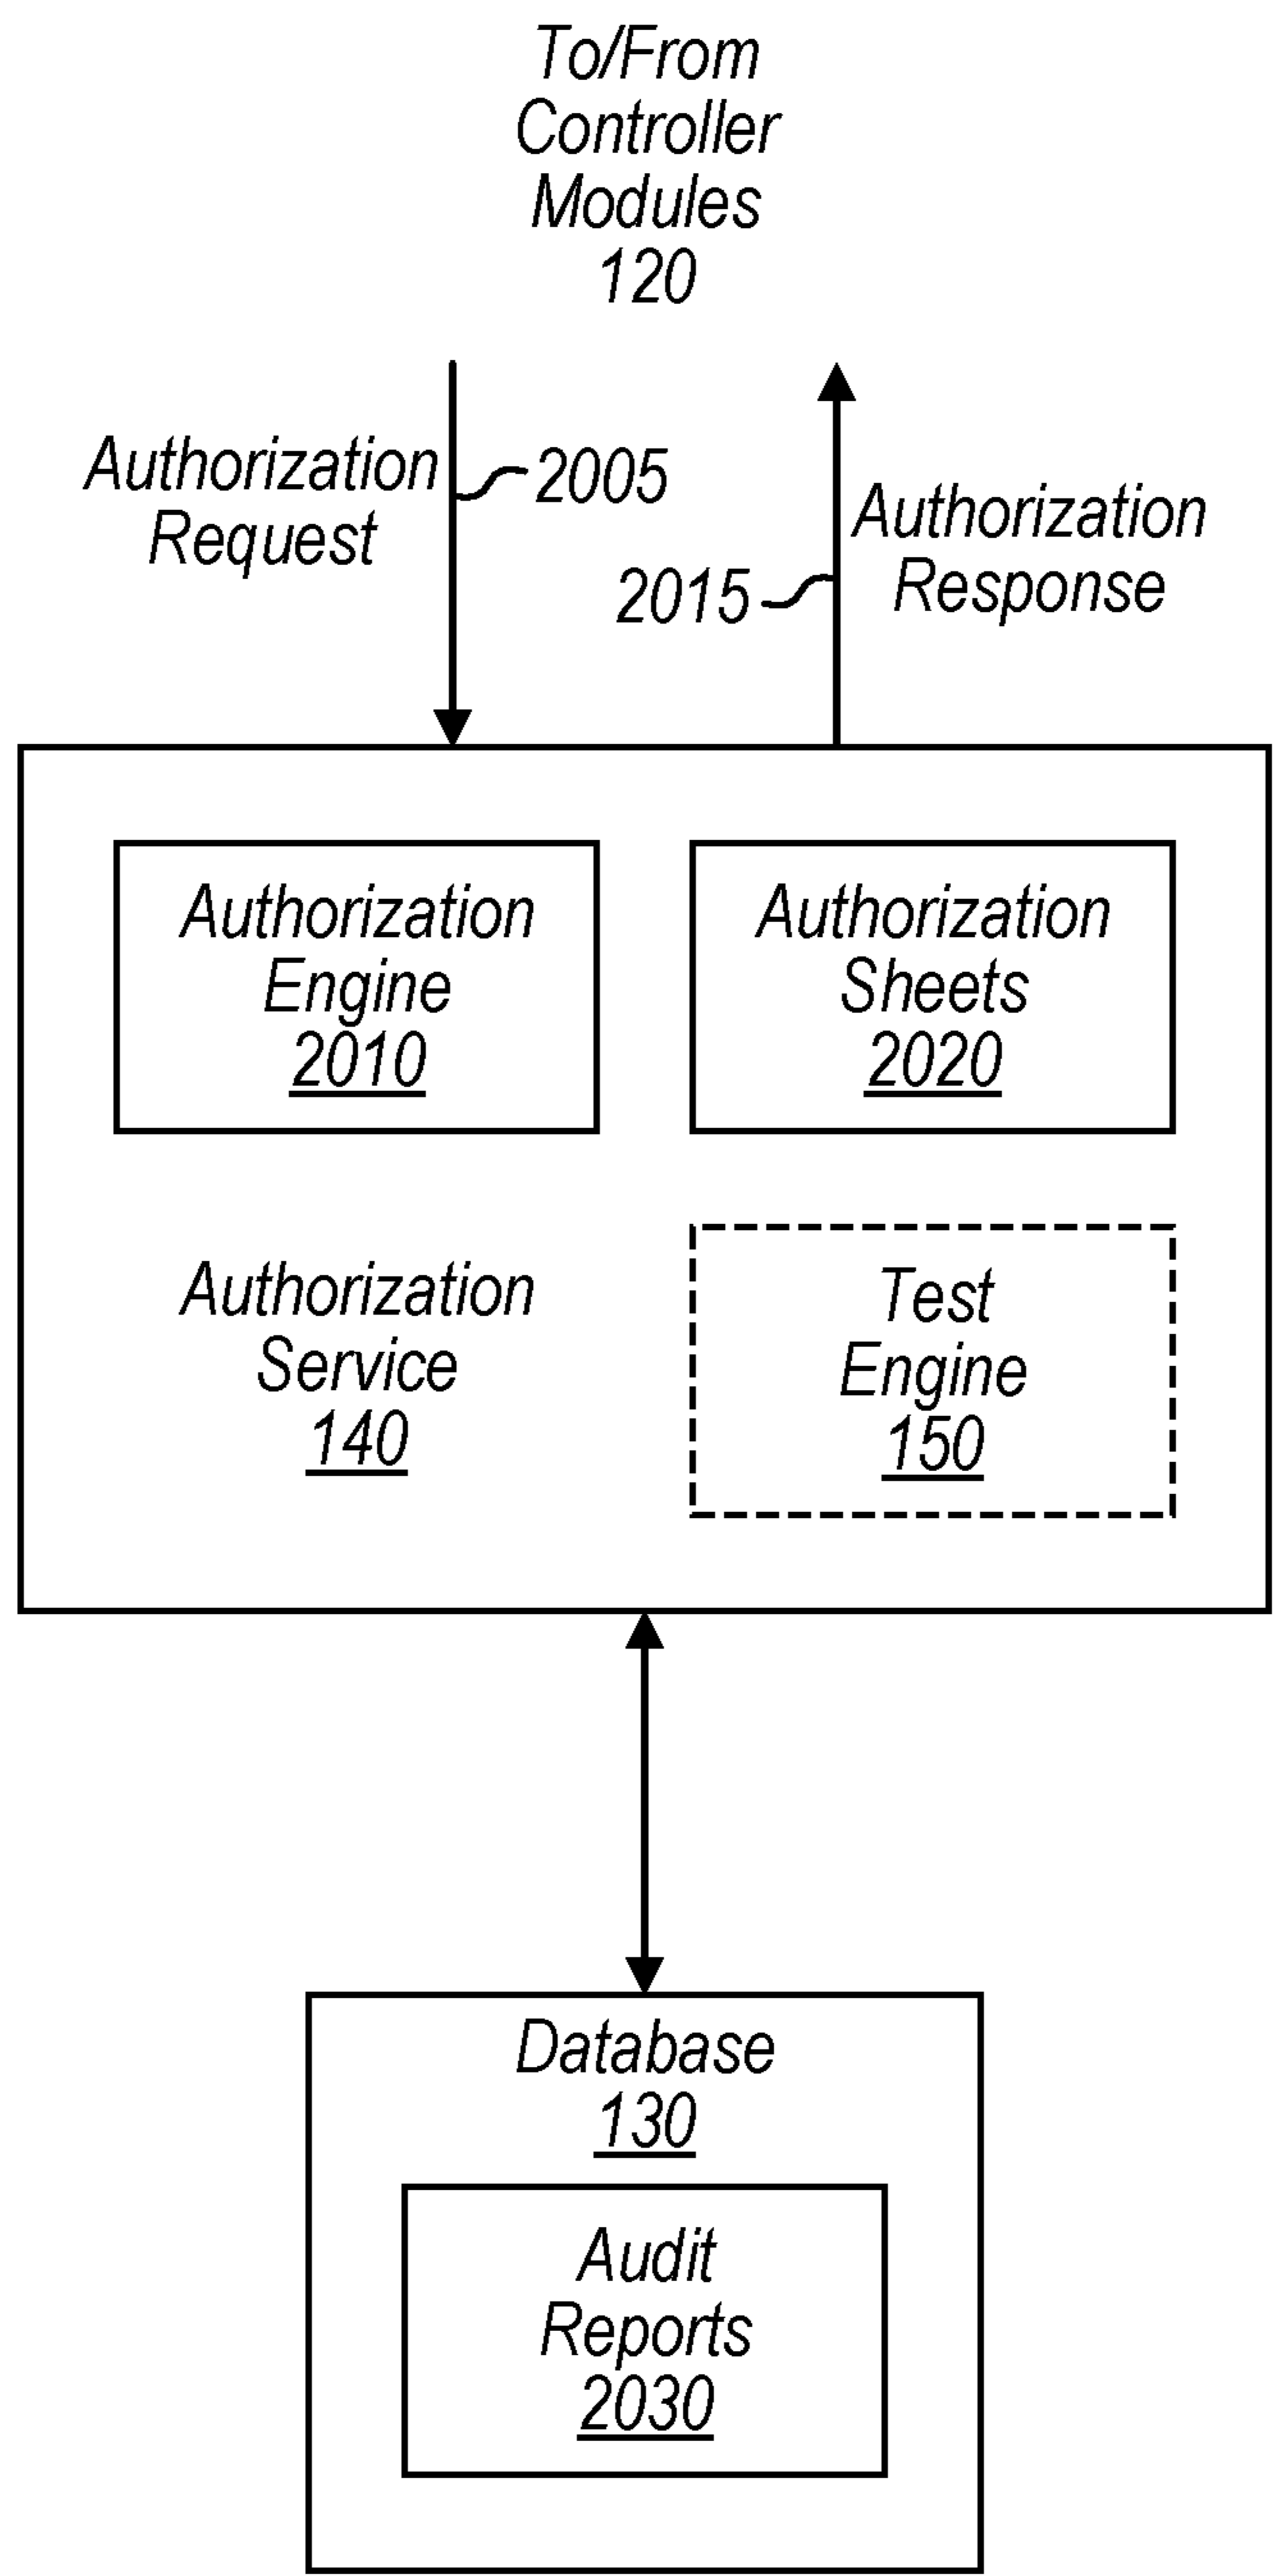 To/From
Controller
Modules
120
Authorization
Request
2005
2015
Authorization
Response
Authorization
Engine
2010
Authorization
Sheets
2020
Authorization
Service
140
Test
Engine
150
Database
130
Audit
Reports
2030